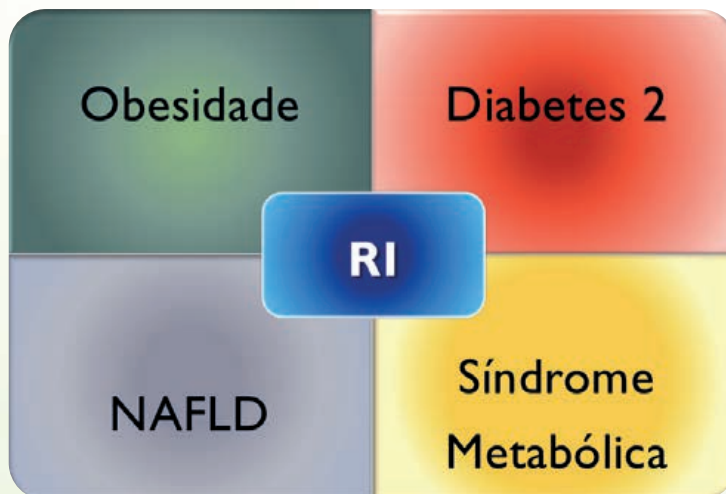 Obesidade
Diabetes 2
RI
NAFLD
Síndrome
Metabólica